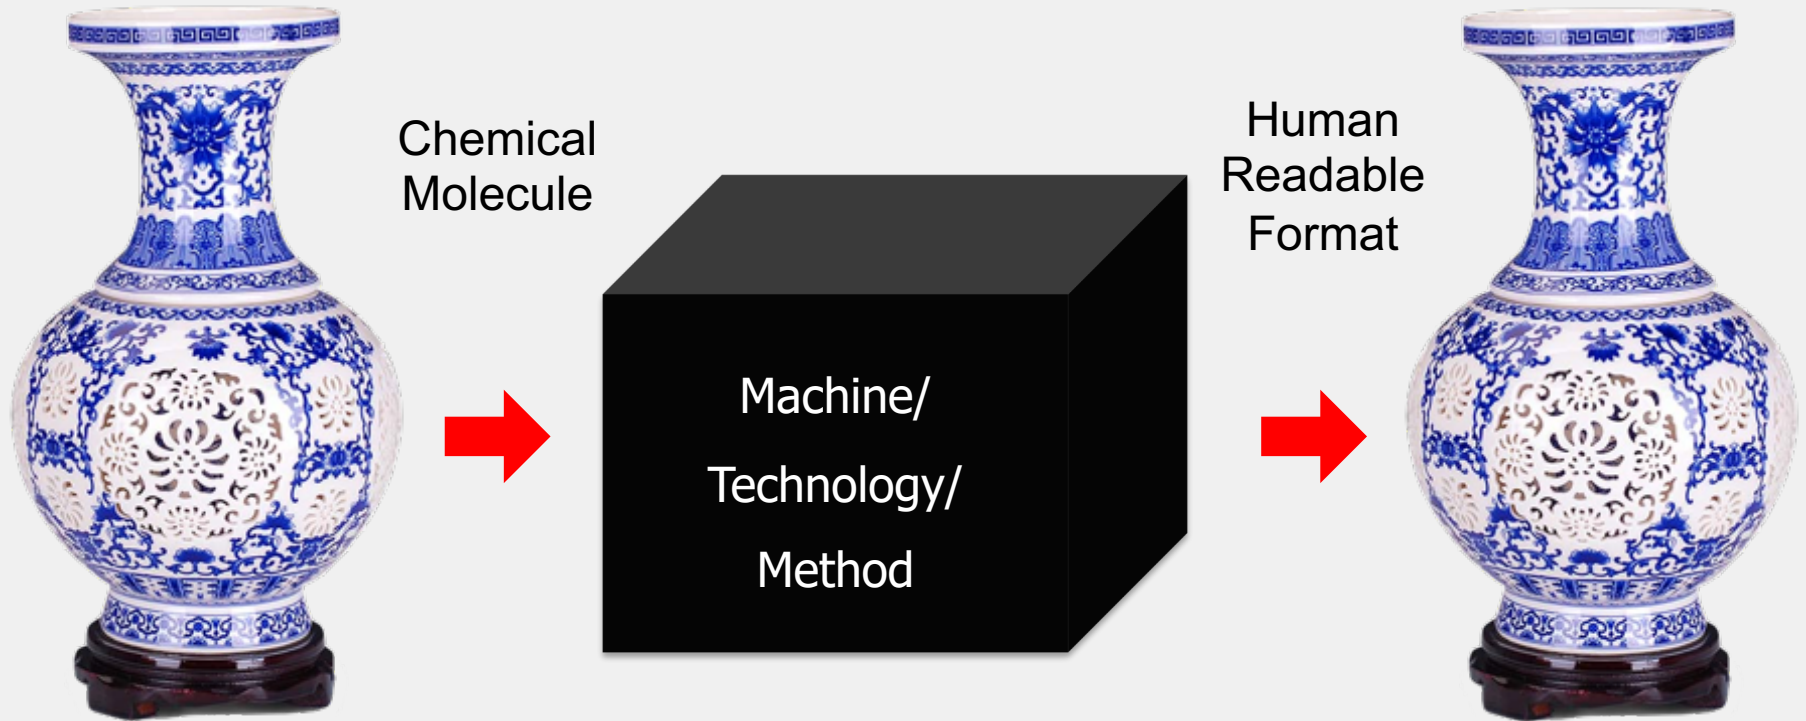 Chemical
Molecule
Machine/
Technology/
Method
Human
Readable
Format